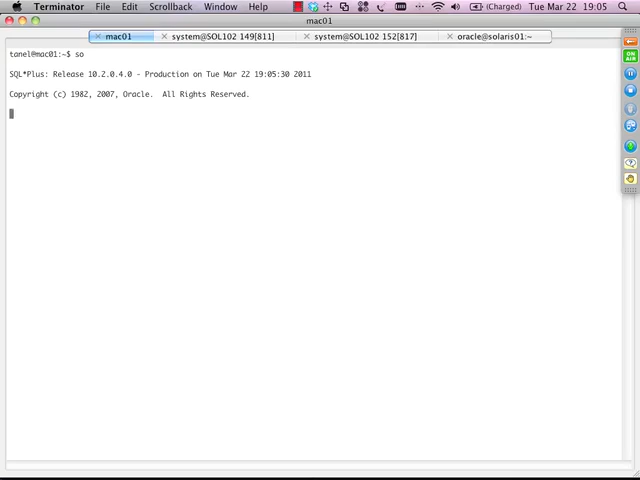 Terminator File Edit Scrollback Window Help (Charged) Tue Mar 22 19:05
mac01
mac01 system@SOL102 149[811] system@SOL102 152[817] oracle@solaris01:~
tanel@mac01:~$ so
SQL*Plus: Release 10.2.0.4.0 - Production on Tue Mar 22 19:05:30 2011
Copyright (c) 1982, 2007, Oracle.  All Rights Reserved.
ON AIR